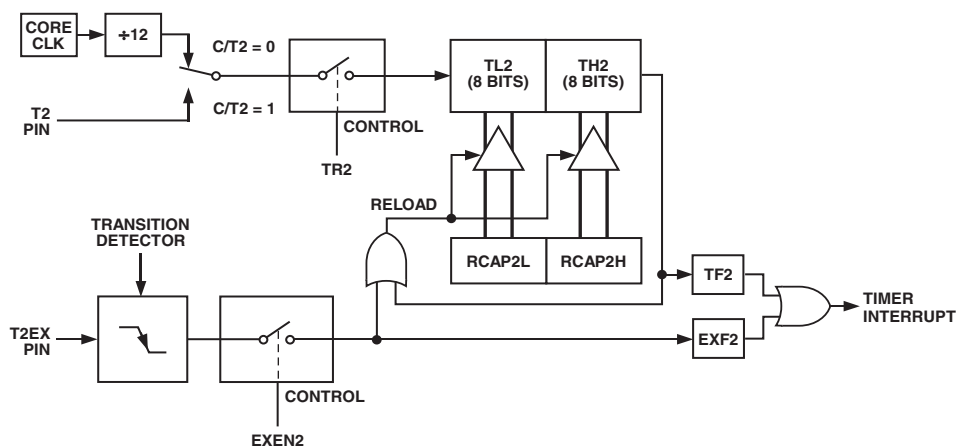 CORE
CLK
÷12
C/T2 = 0
C/T2 = 1
T2
PIN
CONTROL
TR2
TL2
(8 BITS)
TH2
(8 BITS)
RELOAD
TRANSITION
DETECTOR
RCAP2L
RCAP2H
TF2
TIMER
INTERRUPT
T2EX
PIN
EXF2
CONTROL
EXEN2